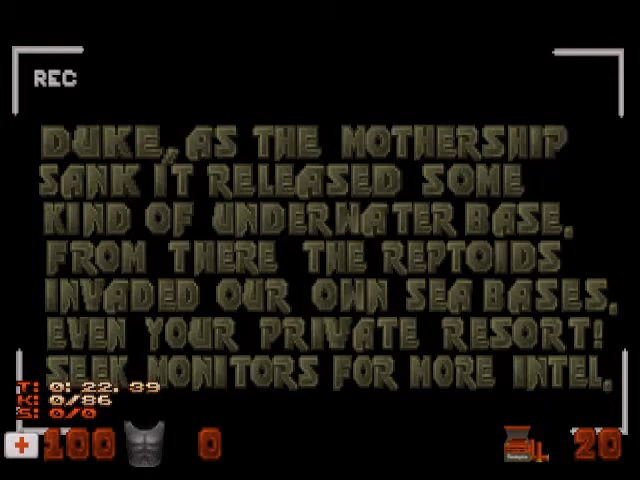 REC
DUKE, AS THE MOTHERSHIP
SANK IT RELEASED SOME
KIND OF UNDERWATER BASE.
FROM THERE THE REPTOIDS
INVADED OUR OWN SEA BASES.
EVEN YOUR PRIVATE RESORT!
SEEK MONITORS FOR MORE INTEL.
T: 0:22.39
K: 0/86
S: 0/0
100 0 20